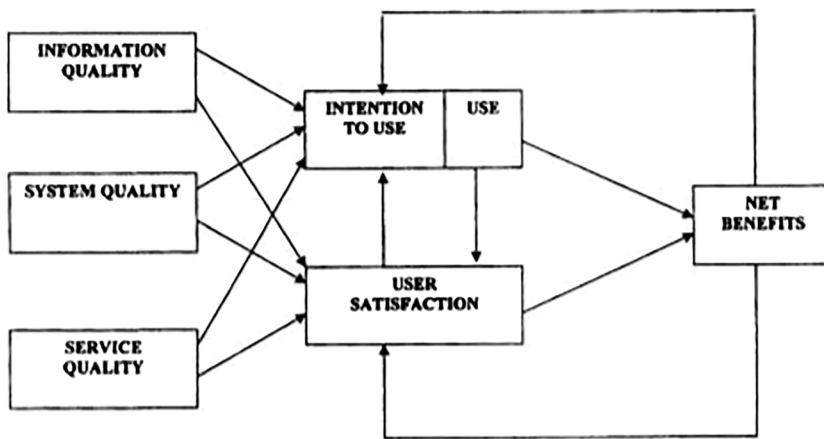 INFORMATION
QUALITY
INTENTION
TO USE
USE
SYSTEM QUALITY
NET
BENEFITS
USER
SATISFACTION
SERVICE
QUALITY